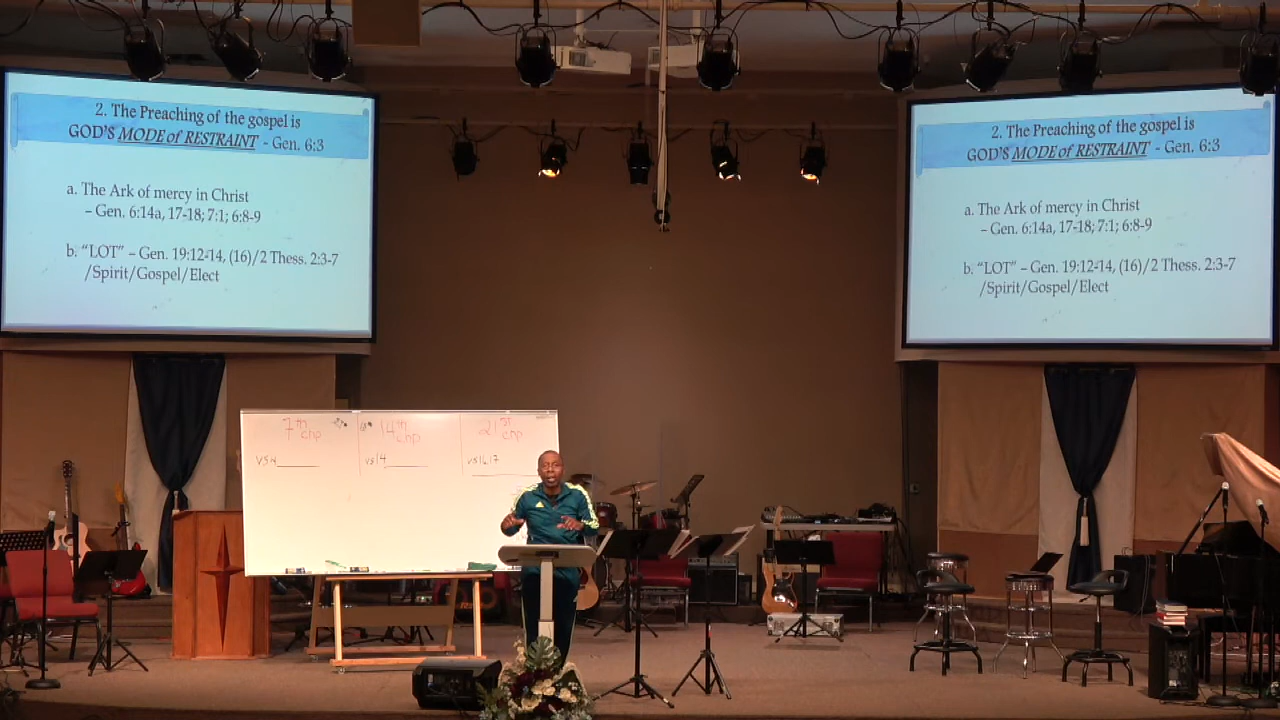 2. The Preaching of the gospel is
GOD'S MODE of RESTRAINT - Gen. 6:3
a. The Ark of mercy in Christ
– Gen. 6:14a, 17-18; 7:1; 6:8-9
b. “LOT” – Gen. 19:12-14, (16)/2 Thess. 2:3-7
/Spirit/Gospel/Elect
2. The Preaching of the gospel is
GOD'S MODE of RESTRAINT - Gen. 6:3
a. The Ark of mercy in Christ
– Gen. 6:14a, 17-18; 7:1; 6:8-9
b. “LOT” – Gen. 19:12-14, (16)/2 Thess. 2:3-7
/Spirit/Gospel/Elect
7th chp
14th chp
21st chp
vs14
vs16,17